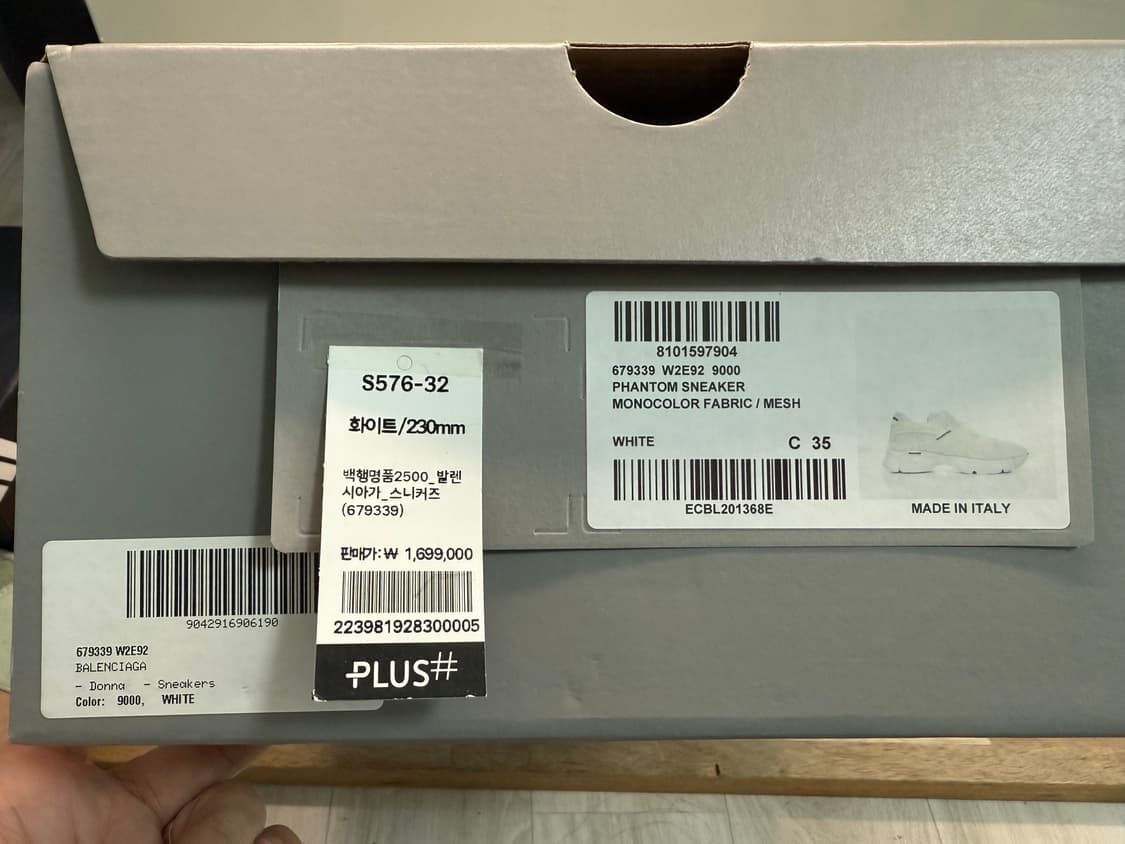 S576-32
화이트/230mm
백행명품2500_발렌
시아가_스니커즈
(679339)
판매가:₩ 1,699,000
223981928300005
PLUS#
8101597904
679339 W2E92 9000
PHANTOM SNEAKER
MONOCOLOR FABRIC / MESH
WHITE C 35
ECBL201368E
MADE IN ITALY
9042916906190
679339 W2E92
BALENCIAGA
- Donna - Sneakers
Color: 9000, WHITE